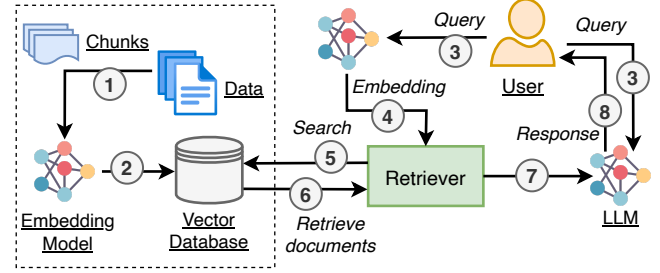 Chunks
Data
1
Embedding
Model
2
Vector
Database
Query
3
User
Query
3
Embedding
4
Search
5
6
Retrieve
documents
Retriever
7
Response
8
LLM